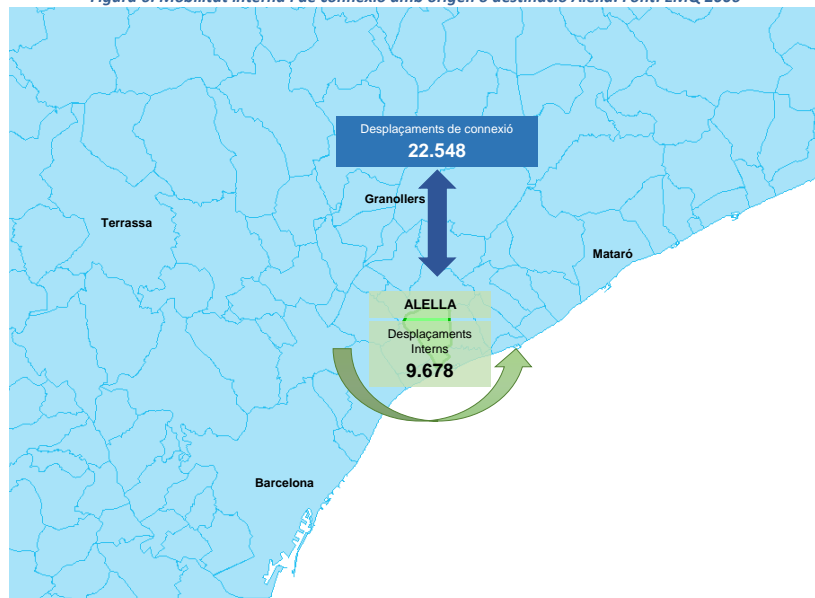 Desplaçaments de connexió
22.548
Granollers
Terrassa
Mataró
ALELLA
Desplaçaments
Interns
9.678
Barcelona